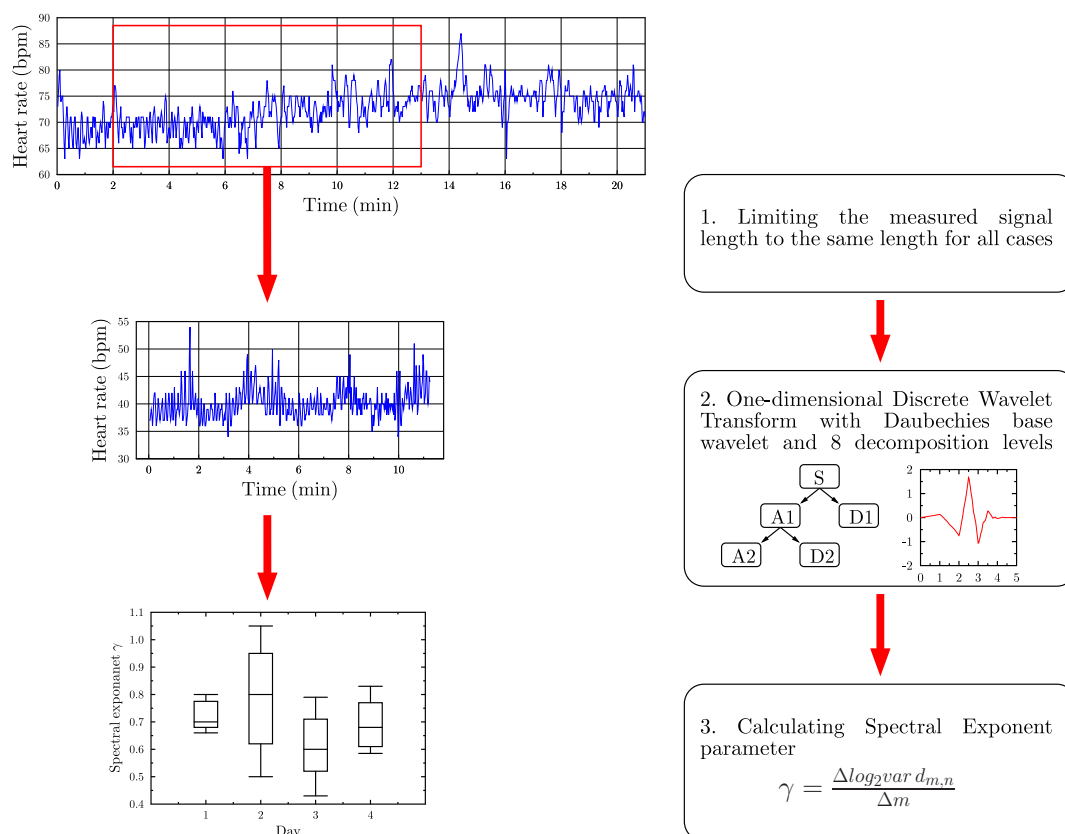 90
85
80
75
70
65
60
Heart rate (bpm)
0 2 4 6 8 10 12 14 16 18 20
Time (min)
55
50
45
40
35
30
Heart rate (bpm)
0 2 4 6 8 10
Time (min)
1.1
1.0
0.9
0.8
0.7
0.6
0.5
0.4
Spectral exponanet γ
1 2 3 4
Day
1. Limiting the measured signal
length to the same length for all cases
2. One-dimensional Discrete Wavelet
Transform with Daubechies base
wavelet and 8 decomposition levels
S
A1 D1
A2 D2
2
1
0
-1
-2
0 1 2 3 4 5
3. Calculating Spectral Exponent
parameter
γ = Δlog₂var d_{m,n} / Δm